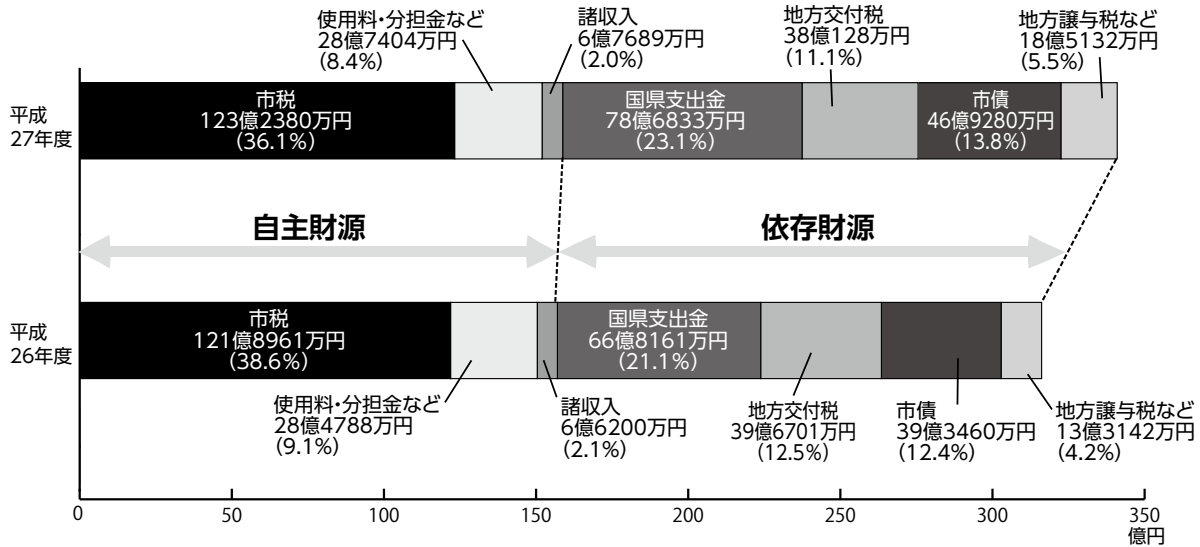 使用料・分担金など
28億7404万円
(8.4%)
諸収入
6億7689万円
(2.0%)
地方交付税
38億128万円
(11.1%)
地方譲与税など
18億5132万円
(5.5%)
平成
27年度
市税
123億2380万円
(36.1%)
国県支出金
78億6833万円
(23.1%)
市債
46億9280万円
(13.8%)
自主財源
依存財源
平成
26年度
市税
121億8961万円
(38.6%)
国県支出金
66億8161万円
(21.1%)
使用料・分担金など
28億4788万円
(9.1%)
諸収入
6億6200万円
(2.1%)
地方交付税
39億6701万円
(12.5%)
市債
39億3460万円
(12.4%)
地方譲与税など
13億3142万円
(4.2%)
0 50 100 150 200 250 300 350
億円